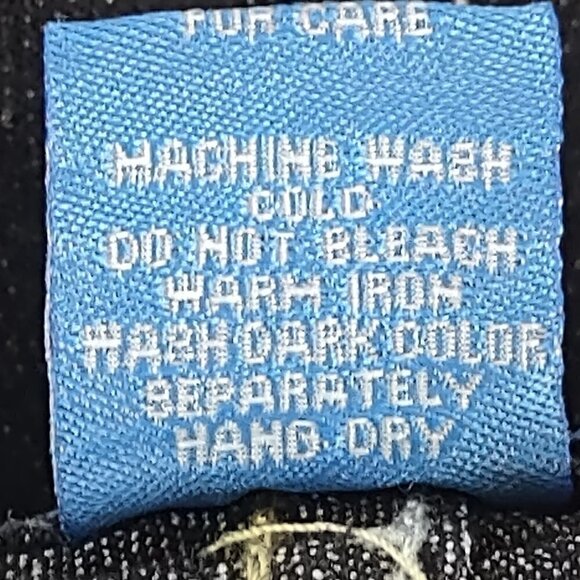 FOR CARE
MACHINE WASH
COLD
DO NOT BLEACH
WARM IRON
WASH DARK COLOR
SEPARATELY
HAND DRY